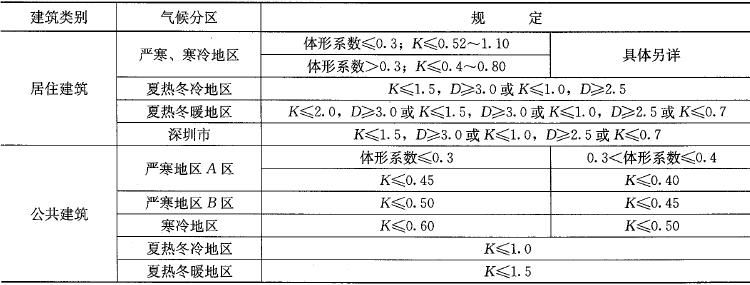 建筑类别 气候分区 规 定
居住建筑 严寒、寒冷地区 体形系数≤0.3；K≤0.52～1.10 具体另详
体形系数>0.3；K≤0.4～0.80
夏热冬冷地区 K≤1.5，D≥3.0 或 K≤1.0，D≥2.5
夏热冬暖地区 K≤2.0，D≥3.0 或 K≤1.5，D≥3.0 或 K≤1.0，D≥2.5 或 K≤0.7
深圳市 K≤1.5，D≥3.0 或 K≤1.0，D≥2.5 或 K≤0.7
公共建筑 严寒地区 A 区 体形系数≤0.3 0.3<体形系数≤0.4
K≤0.45 K≤0.40
严寒地区 B 区 K≤0.50 K≤0.45
寒冷地区 K≤0.60 K≤0.50
夏热冬冷地区 K≤1.0
夏热冬暖地区 K≤1.5